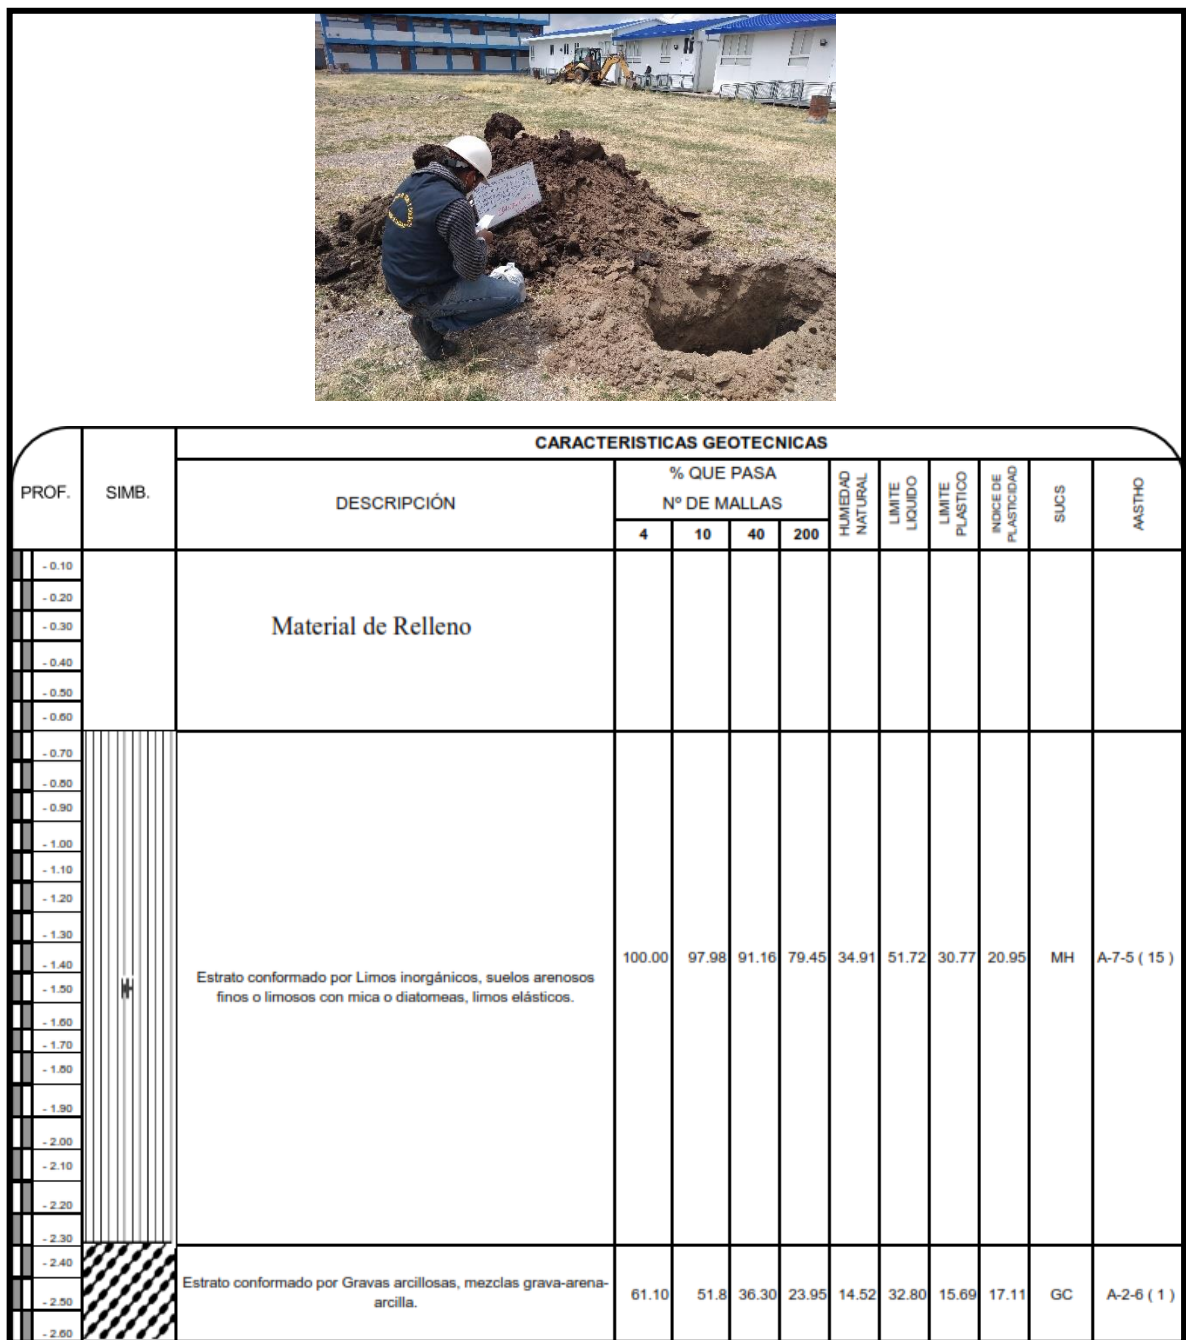 CARACTERISTICAS GEOTECNICAS
PROF.
SIMB.
DESCRIPCIÓN
% QUE PASA
Nº DE MALLAS
4 10 40 200
HUMEDAD
NATURAL
LIMITE
LIQUIDO
LIMITE
PLASTICO
INDICE DE
PLASTICIDAD
SUCS
AASTHO
- 0.10
- 0.20
- 0.30
- 0.40
- 0.50
- 0.60
Material de Relleno
- 0.70
- 0.80
- 0.90
- 1.00
- 1.10
- 1.20
- 1.30
- 1.40
- 1.50
- 1.60
- 1.70
- 1.80
- 1.90
- 2.00
- 2.10
- 2.20
- 2.30
Estrato conformado por Limos inorgánicos, suelos arenosos
finos o limosos con mica o diatomeas, limos elásticos.
100.00 97.98 91.16 79.45 34.91 51.72 30.77 20.95 MH A-7-5 ( 15 )
- 2.40
- 2.50
- 2.60
Estrato conformado por Gravas arcillosas, mezclas grava-arena-
arcilla.
61.10 51.8 36.30 23.95 14.52 32.80 15.69 17.11 GC A-2-6 ( 1 )